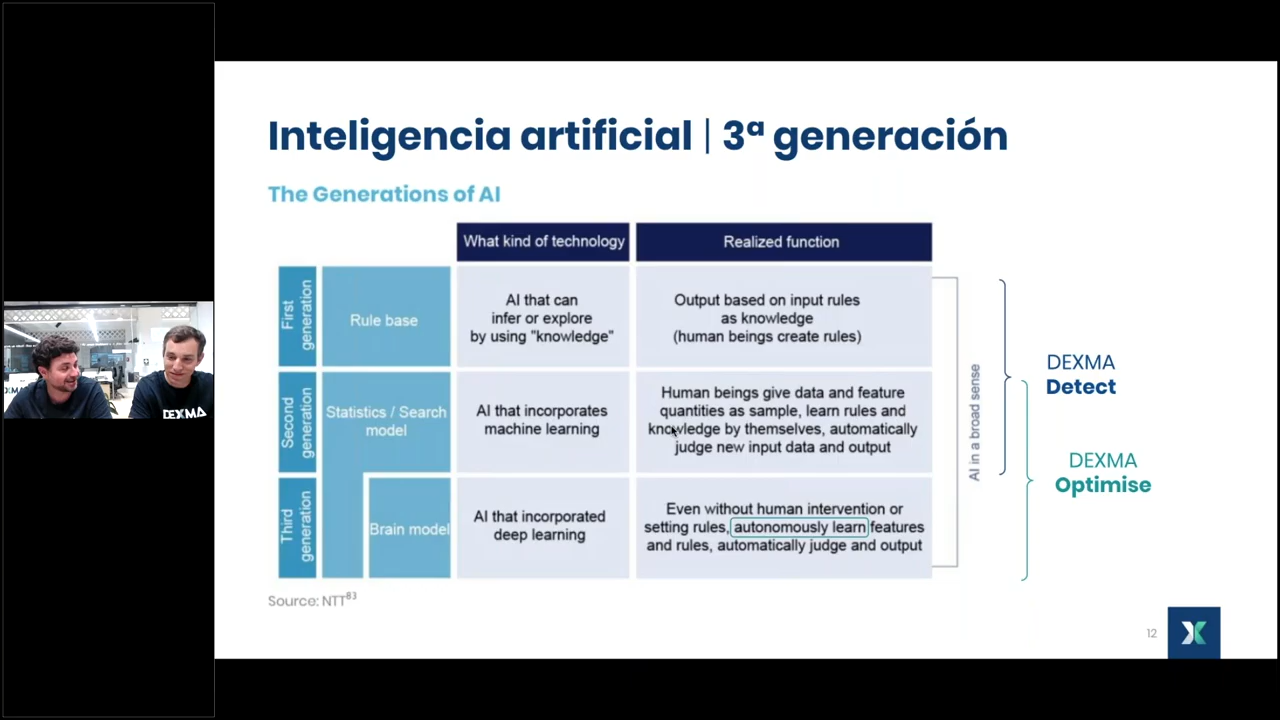 Inteligencia artificial | 3ª generación
The Generations of AI
What kind of technology
Realized function
First
generation
Rule base
AI that can
infer or explore
by using "knowledge"
Output based on input rules
as knowledge
(human beings create rules)
Second
generation
Statistics / Search
model
AI that incorporates
machine learning
Human beings give data and feature
quantities as sample, learn rules and
knowledge by themselves, automatically
judge new input data and output
Third
generation
Brain model
AI that incorporated
deep learning
Even without human intervention or
setting rules, autonomously learn features
and rules, automatically judge and output
AI in a broad sense
DEXMA
Detect
DEXMA
Optimise
Source: NTT83
12
DEXMA